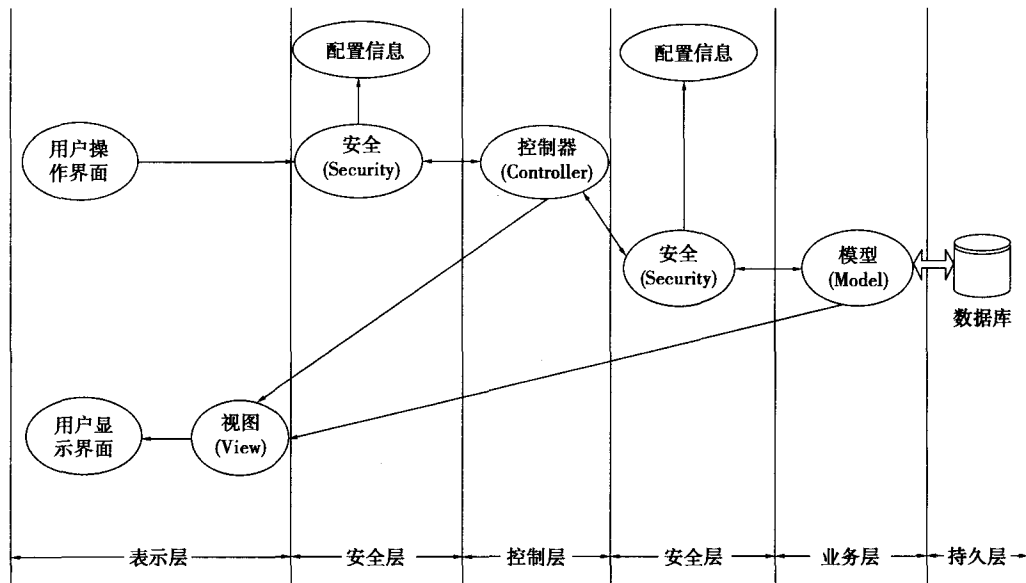 配置信息
配置信息
用户操
作界面
安全
(Security)
控制器
(Controller)
安全
(Security)
模型
(Model)
数据库
用户显
示界面
视图
(View)
表示层
安全层
控制层
安全层
业务层
持久层